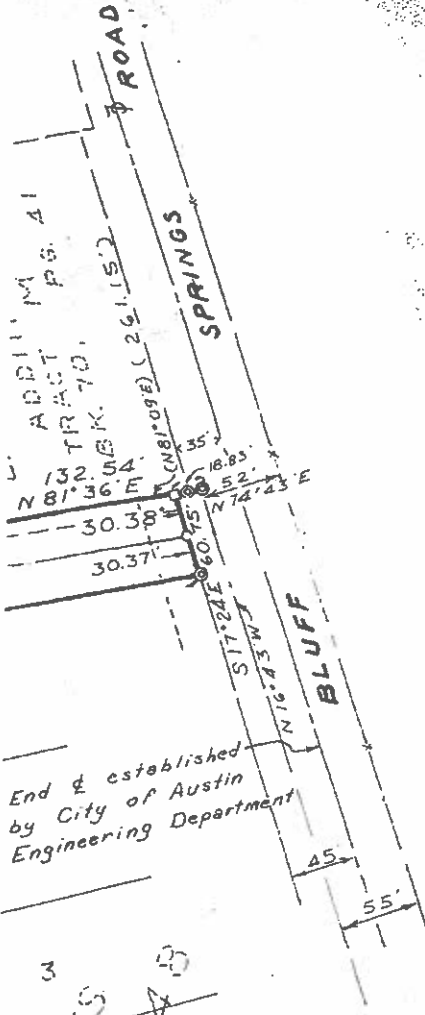 ROAD
SPRINGS
BLUFF
PG. 41
TRACT
BK. 70,
(N81°09'E) (261.15')
132.54'
N 81°36' E
35'
18.83'
52'
N 74°43' E
30.38'
30.37'
60.75'
S 17°24' E
N 16°43' W
End ℄ established
by City of Austin
Engineering Department
45'
55'
3